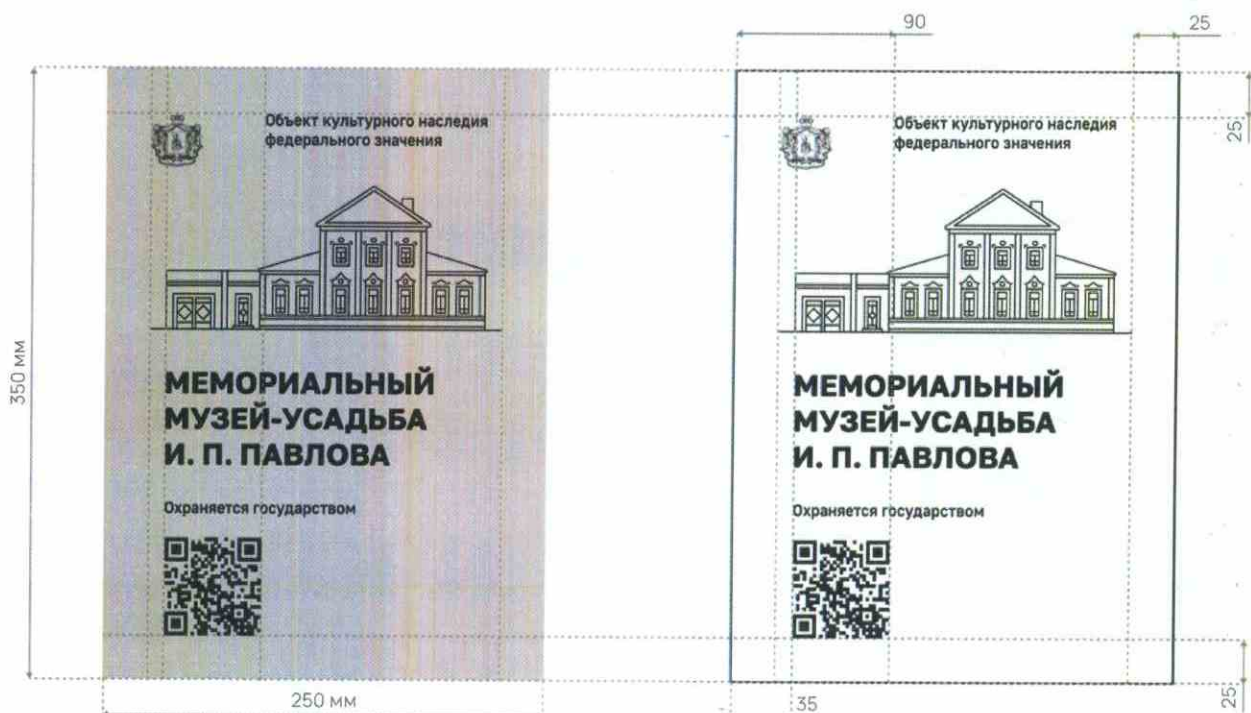 90
25
Объект культурного наследия
федерального значения
МЕМОРИАЛЬНЫЙ
МУЗЕЙ-УСАДЬБА
И. П. ПАВЛОВА
Охраняется государством
350 мм
250 мм
Объект культурного наследия
федерального значения
МЕМОРИАЛЬНЫЙ
МУЗЕЙ-УСАДЬБА
И. П. ПАВЛОВА
Охраняется государством
25
35
25